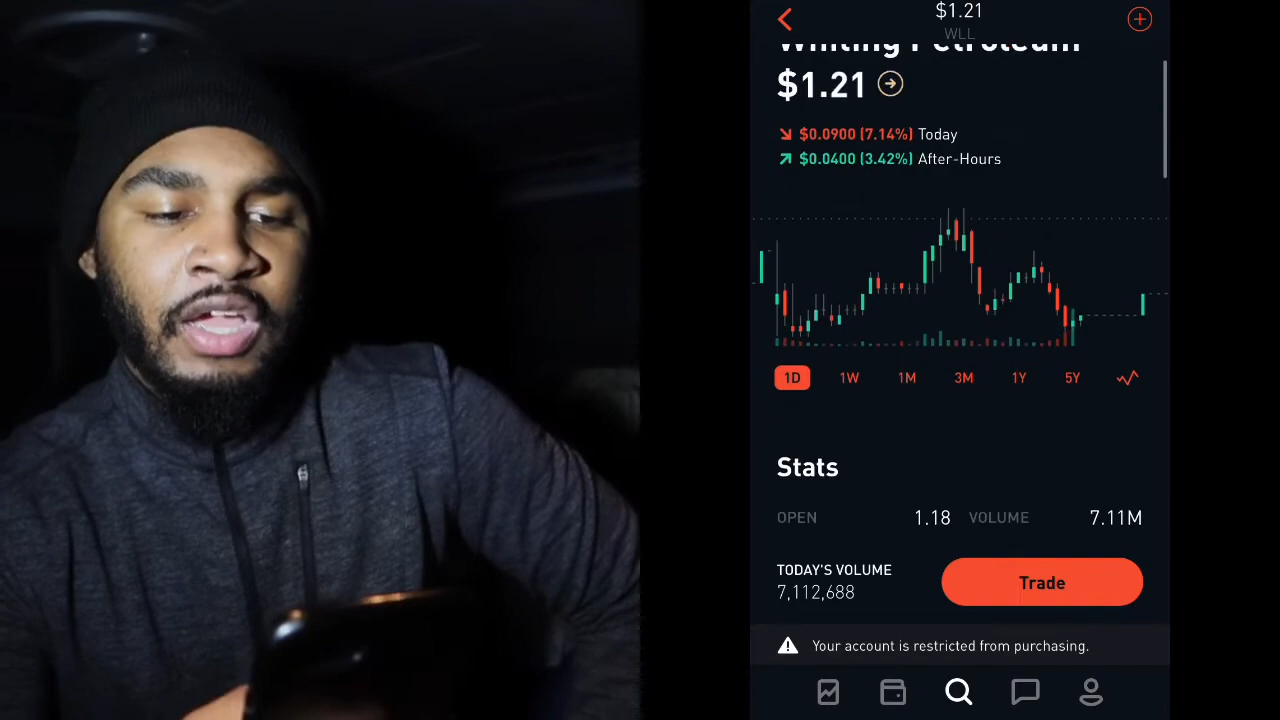 $1.21
WLL
Whiting Petroleum
$1.21
$0.0900 (7.14%) Today
$0.0400 (3.42%) After-Hours
1D 1W 1M 3M 1Y 5Y
Stats
OPEN 1.18 VOLUME 7.11M
TODAY'S VOLUME
7,112,688
Trade
Your account is restricted from purchasing.